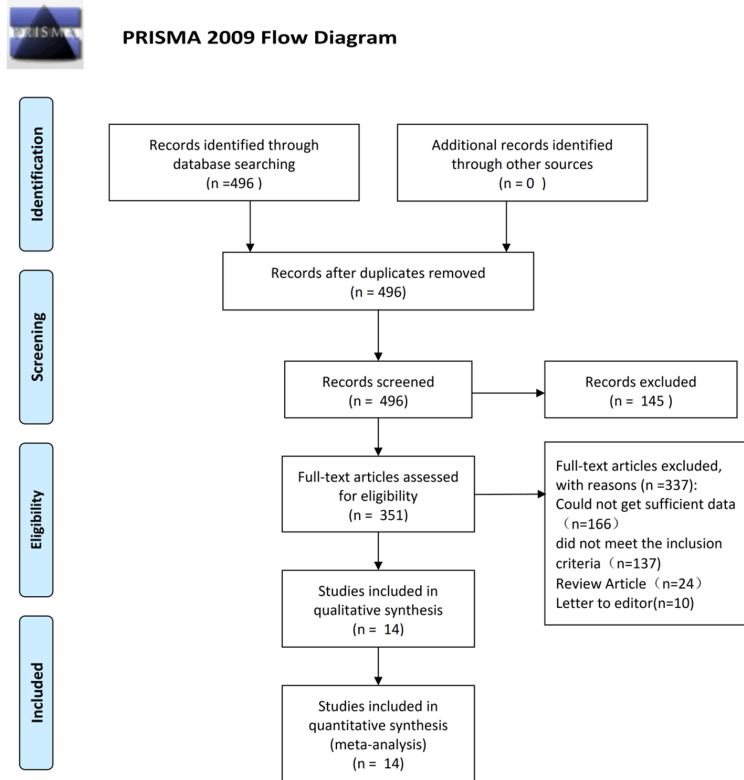 PRISMA
PRISMA 2009 Flow Diagram
Identification
Records identified through
database searching
(n =496 )
Additional records identified
through other sources
(n = 0 )
Records after duplicates removed
(n = 496)
Screening
Records screened
(n = 496)
Records excluded
(n = 145 )
Eligibility
Full-text articles assessed
for eligibility
(n = 351)
Full-text articles excluded,
with reasons (n =337):
Could not get sufficient data
（n=166）
did not meet the inclusion
criteria（n=137)
Review Article（n=24）
Letter to editor(n=10)
Studies included in
qualitative synthesis
(n = 14)
Included
Studies included in
quantitative synthesis
(meta-analysis)
(n = 14)